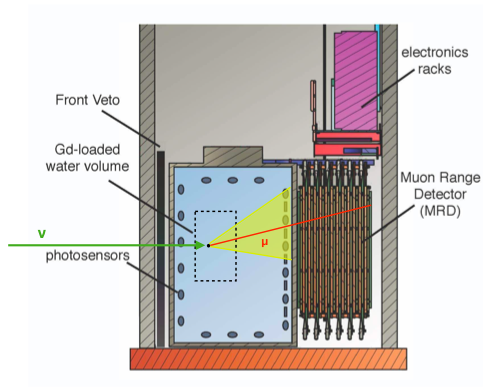 electronics
racks
Front Veto
Gd-loaded
water volume
Muon Range
Detector
(MRD)
ν
μ
photosensors